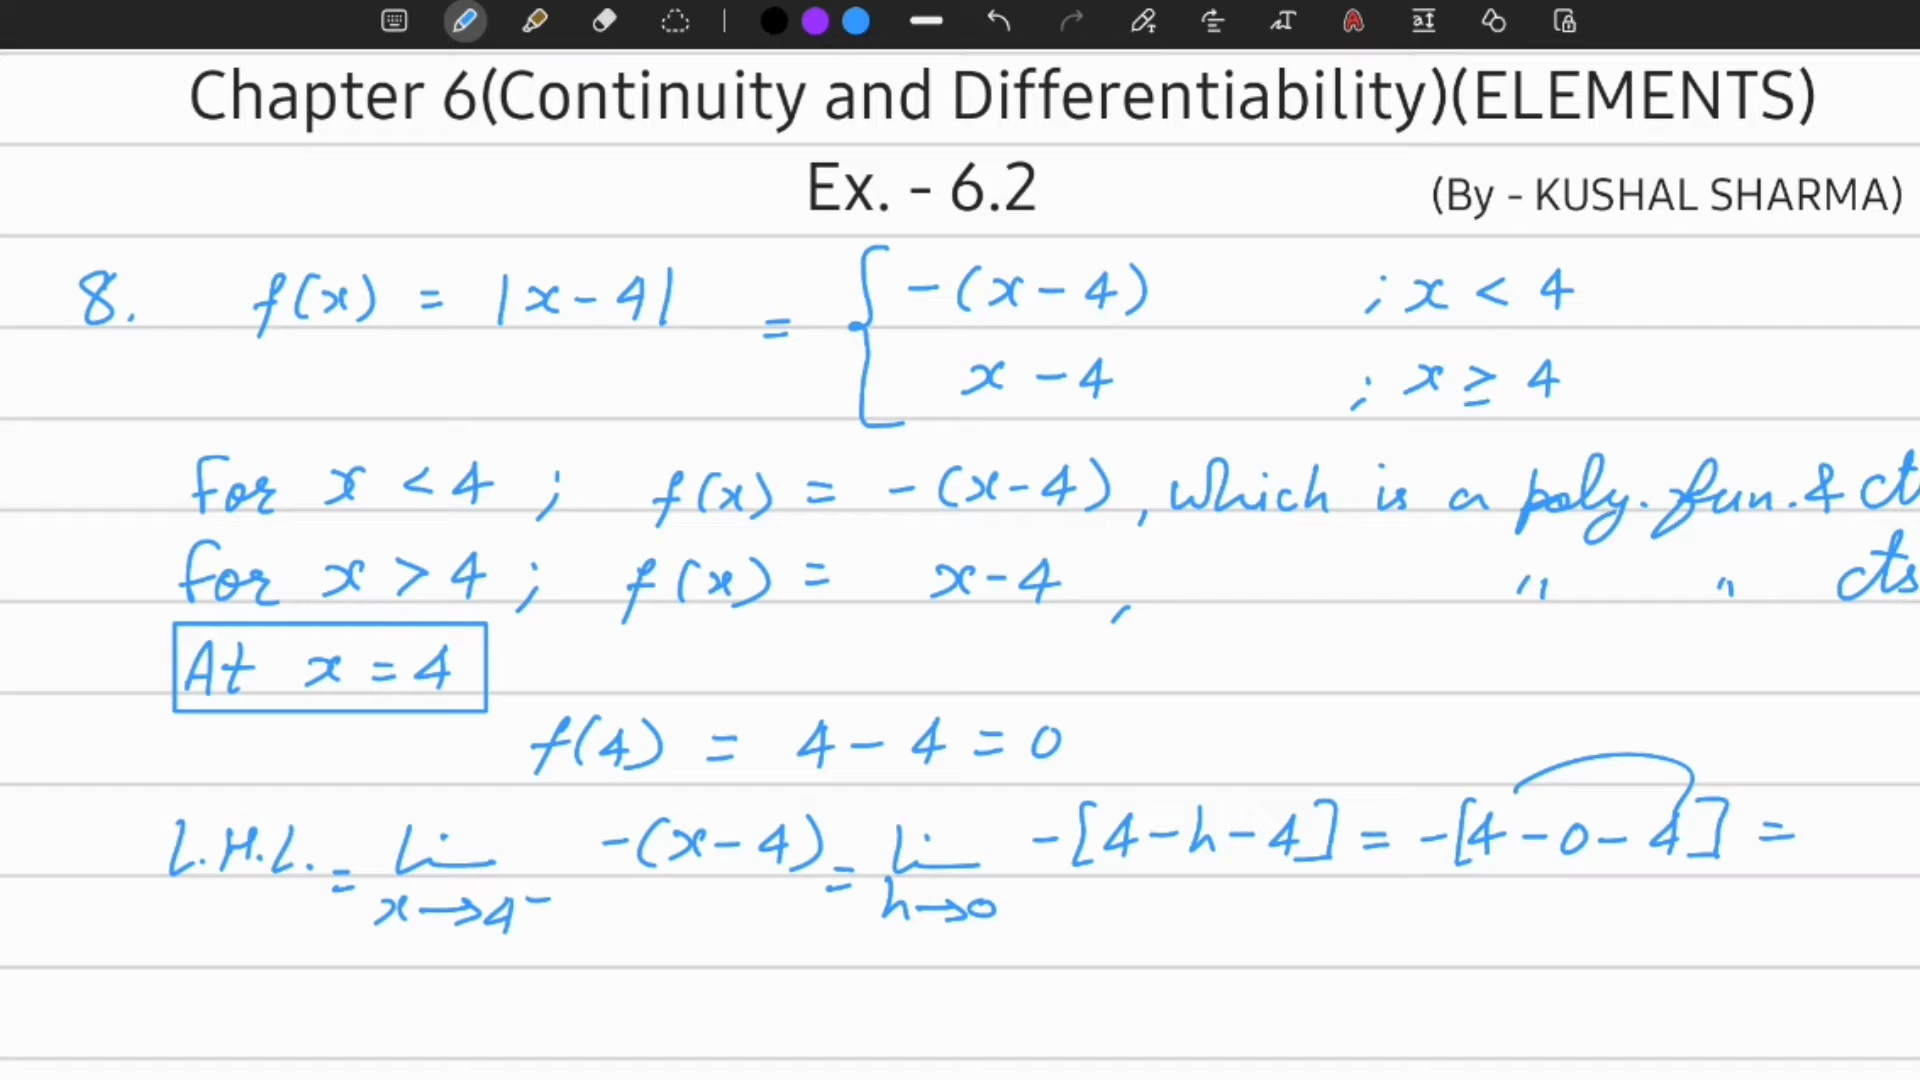 Chapter 6(Continuity and Differentiability)(ELEMENTS)
Ex. - 6.2
(By - KUSHAL SHARMA)
8. f(x) = |x-4| = { -(x-4) ; x < 4
x - 4 ; x ≥ 4
For x < 4 ; f(x) = -(x-4), which is a poly. fun. & ct
For x > 4 ; f(x) = x-4 , " " cts
At x = 4
f(4) = 4 - 4 = 0
L.H.L. = Lim x→4⁻ -(x-4) = Lim h→0 -[4-h-4] = -[4-0-4] =